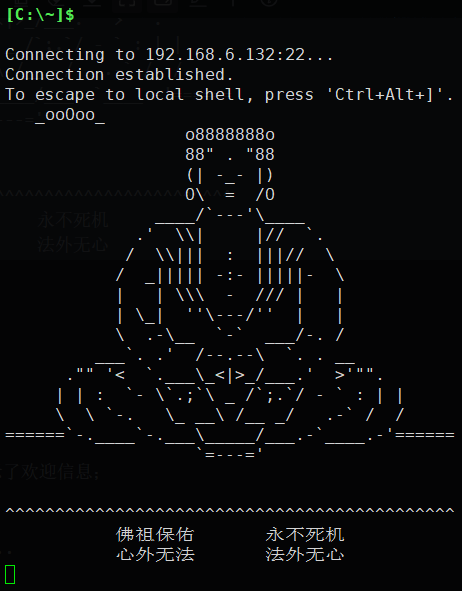 [C:\~]$
Connecting to 192.168.6.132:22...
Connection established.
To escape to local shell, press 'Ctrl+Alt+]'.
   _ooOoo_
                  o8888888o
                  88" . "88
                  (| -_- |)
                  O\  =  /O
               ____/`---'\____
             .'  \\|     |//  `.
            /  \\|||  :  |||//  \
           /  _||||| -:- |||||-  \
           |   | \\\  -  /// |   |
           | \_|  ''\---/''  |   |
           \  .-\__  `-`  ___/-. /
         ___`. .'  /--.--\  `. . __
      ."" '<  `.___\_<|>_/___.'  >'"".
     | | :  `- \`.;`\ _ /`;.`/ - ` : | |
     \  \ `-.   \_ __\ /__ _/   .-` /  /
======`-.____`-.___\_____/___.-`____.-'======
                   `=---='
^^^^^^^^^^^^^^^^^^^^^^^^^^^^^^^^^^^^^^^^^^^^^
           佛祖保佑       永不死机
           心外无法       法外无心